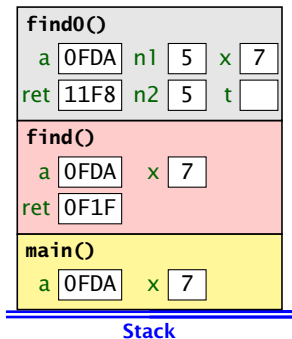 find0()
a 0FDA n1 5 x 7
ret 11F8 n2 5 t
find()
a 0FDA x 7
ret 0F1F
main()
a 0FDA x 7
Stack